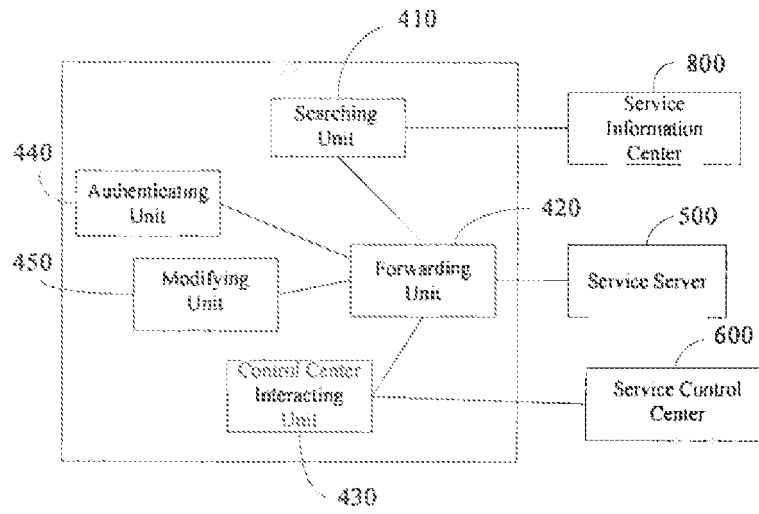 410
800
Searching
Unit
Service
Information
Center
440
Authenticating
Unit
420
500
450
Modifying
Unit
Forwarding
Unit
Service Server
600
Control Center
Interacting
Unit
Service Control
Center
430